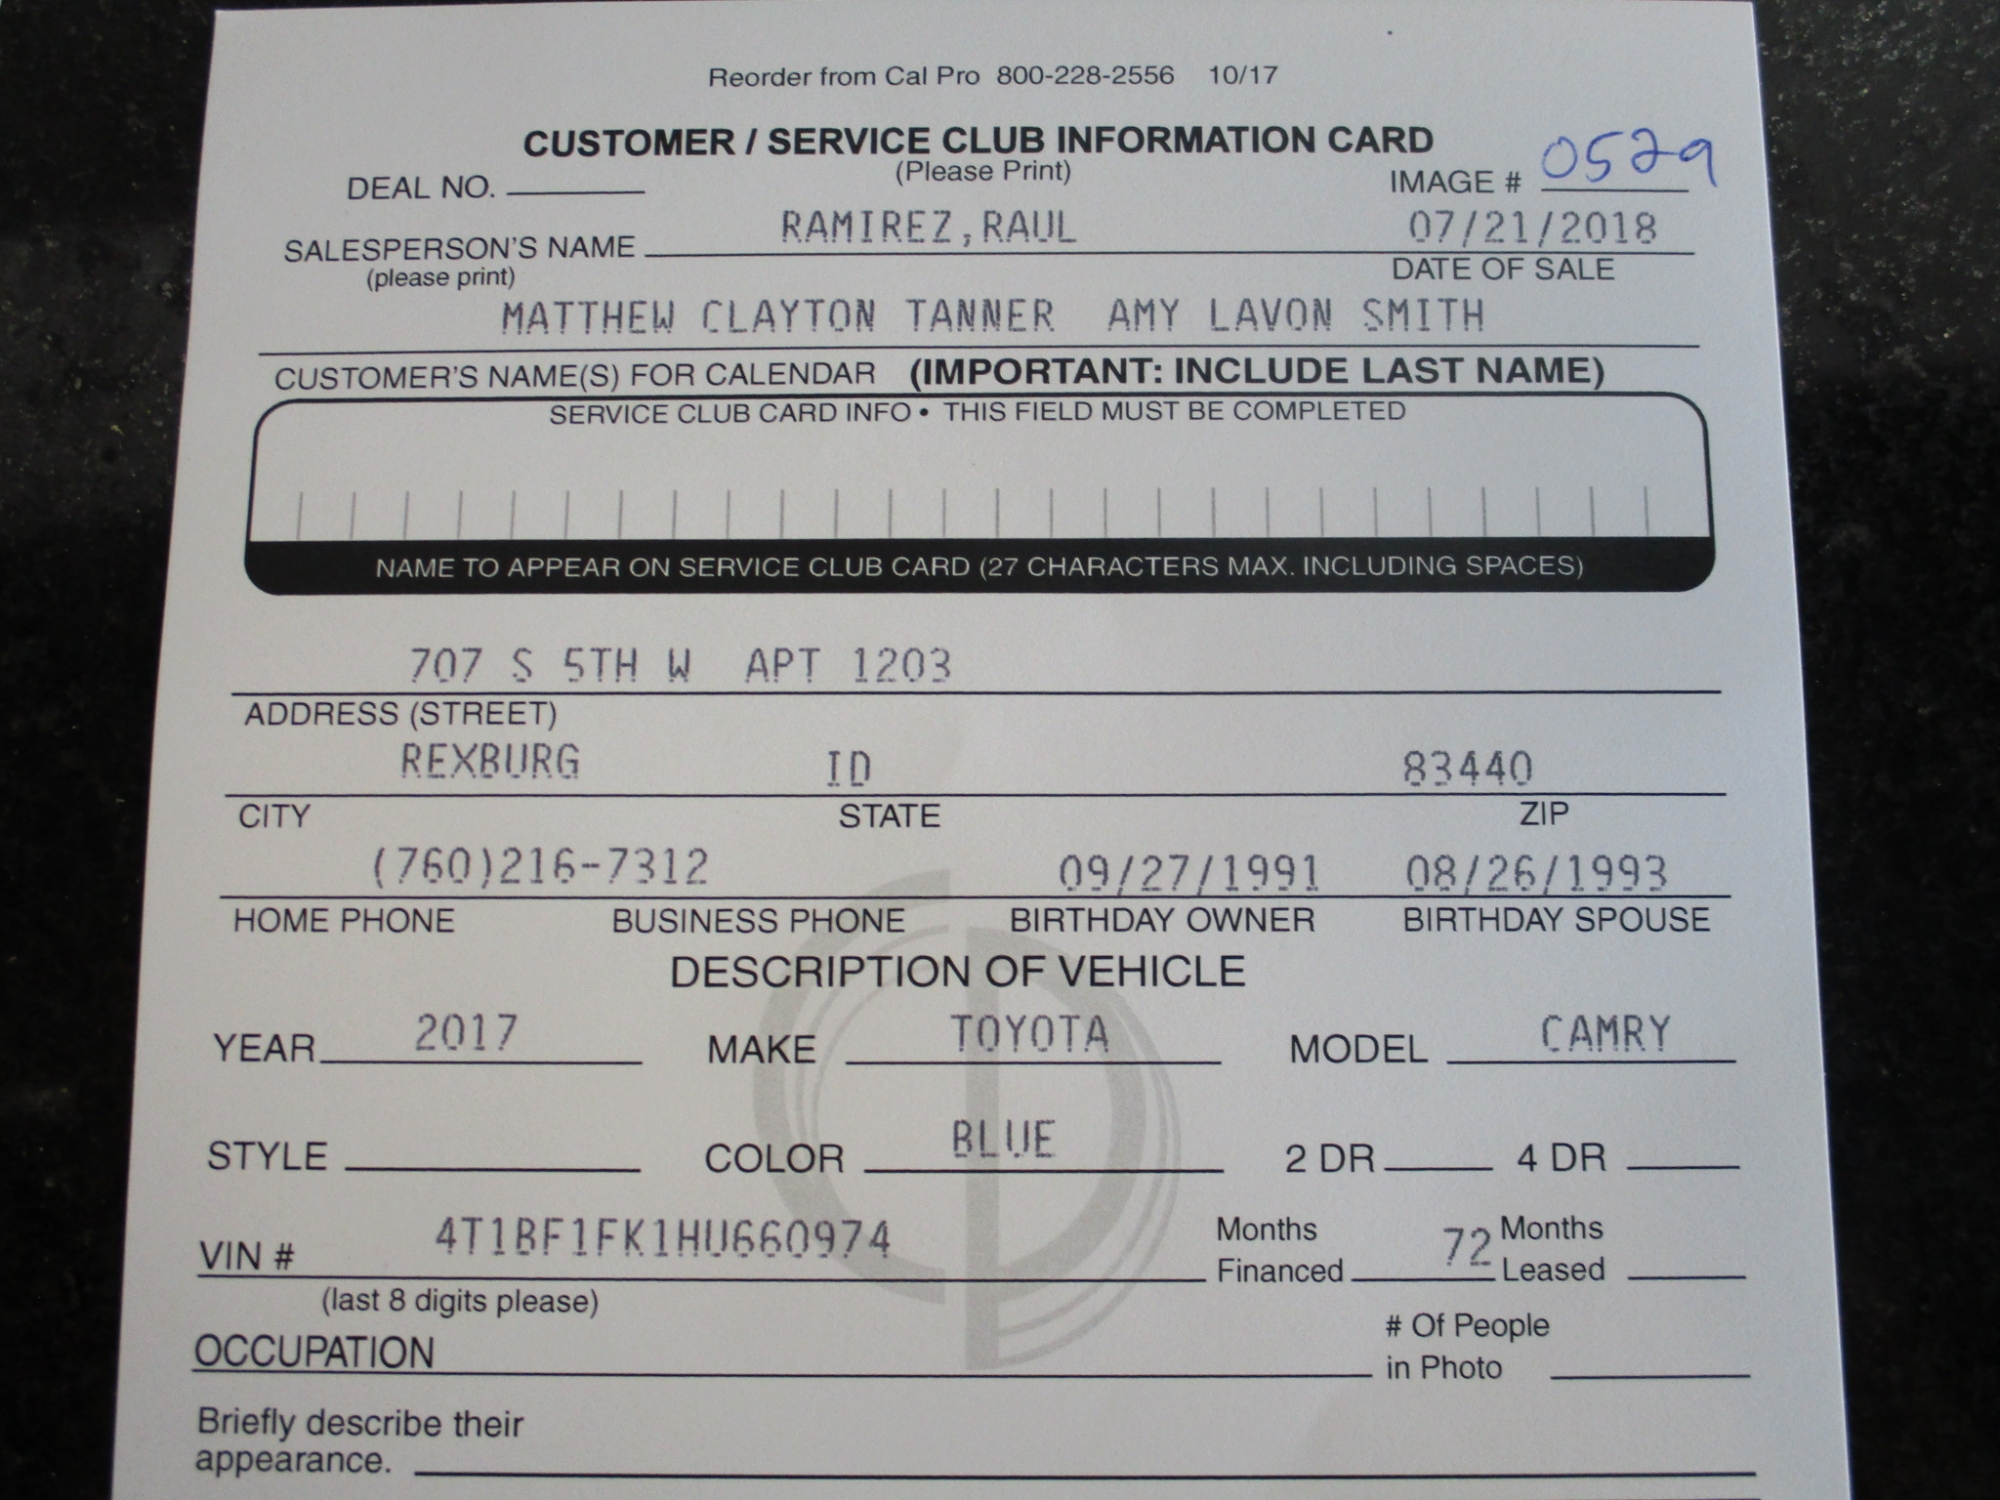 Reorder from Cal Pro 800-228-2556 10/17
CUSTOMER / SERVICE CLUB INFORMATION CARD
(Please Print)
DEAL NO. IMAGE # 0529
SALESPERSON'S NAME RAMIREZ,RAUL 07/21/2018
(please print) DATE OF SALE
MATTHEW CLAYTON TANNER AMY LAVON SMITH
CUSTOMER'S NAME(S) FOR CALENDAR (IMPORTANT: INCLUDE LAST NAME)
SERVICE CLUB CARD INFO • THIS FIELD MUST BE COMPLETED
NAME TO APPEAR ON SERVICE CLUB CARD (27 CHARACTERS MAX. INCLUDING SPACES)
707 S 5TH W APT 1203
ADDRESS (STREET)
REXBURG ID 83440
CITY STATE ZIP
(760)216-7312 09/27/1991 08/26/1993
HOME PHONE BUSINESS PHONE BIRTHDAY OWNER BIRTHDAY SPOUSE
DESCRIPTION OF VEHICLE
YEAR 2017 MAKE TOYOTA MODEL CAMRY
STYLE COLOR BLUE 2 DR 4 DR
VIN # 4T1BF1FK1HU660974 Months Financed 72 Months Leased
(last 8 digits please)
OCCUPATION # Of People in Photo
Briefly describe their
appearance.